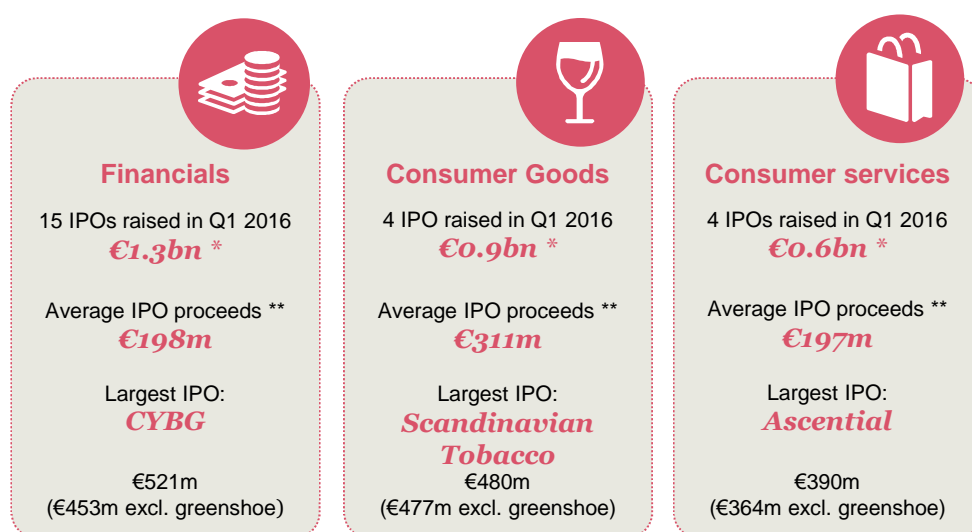 Financials
15 IPOs raised in Q1 2016
€1.3bn *
Average IPO proceeds **
€198m
Largest IPO:
CYBG
€521m
(€453m excl. greenshoe)
Consumer Goods
4 IPO raised in Q1 2016
€0.9bn *
Average IPO proceeds **
€311m
Largest IPO:
Scandinavian
Tobacco
€480m
(€477m excl. greenshoe)
Consumer services
4 IPOs raised in Q1 2016
€0.6bn *
Average IPO proceeds **
€197m
Largest IPO:
Ascential
€390m
(€364m excl. greenshoe)